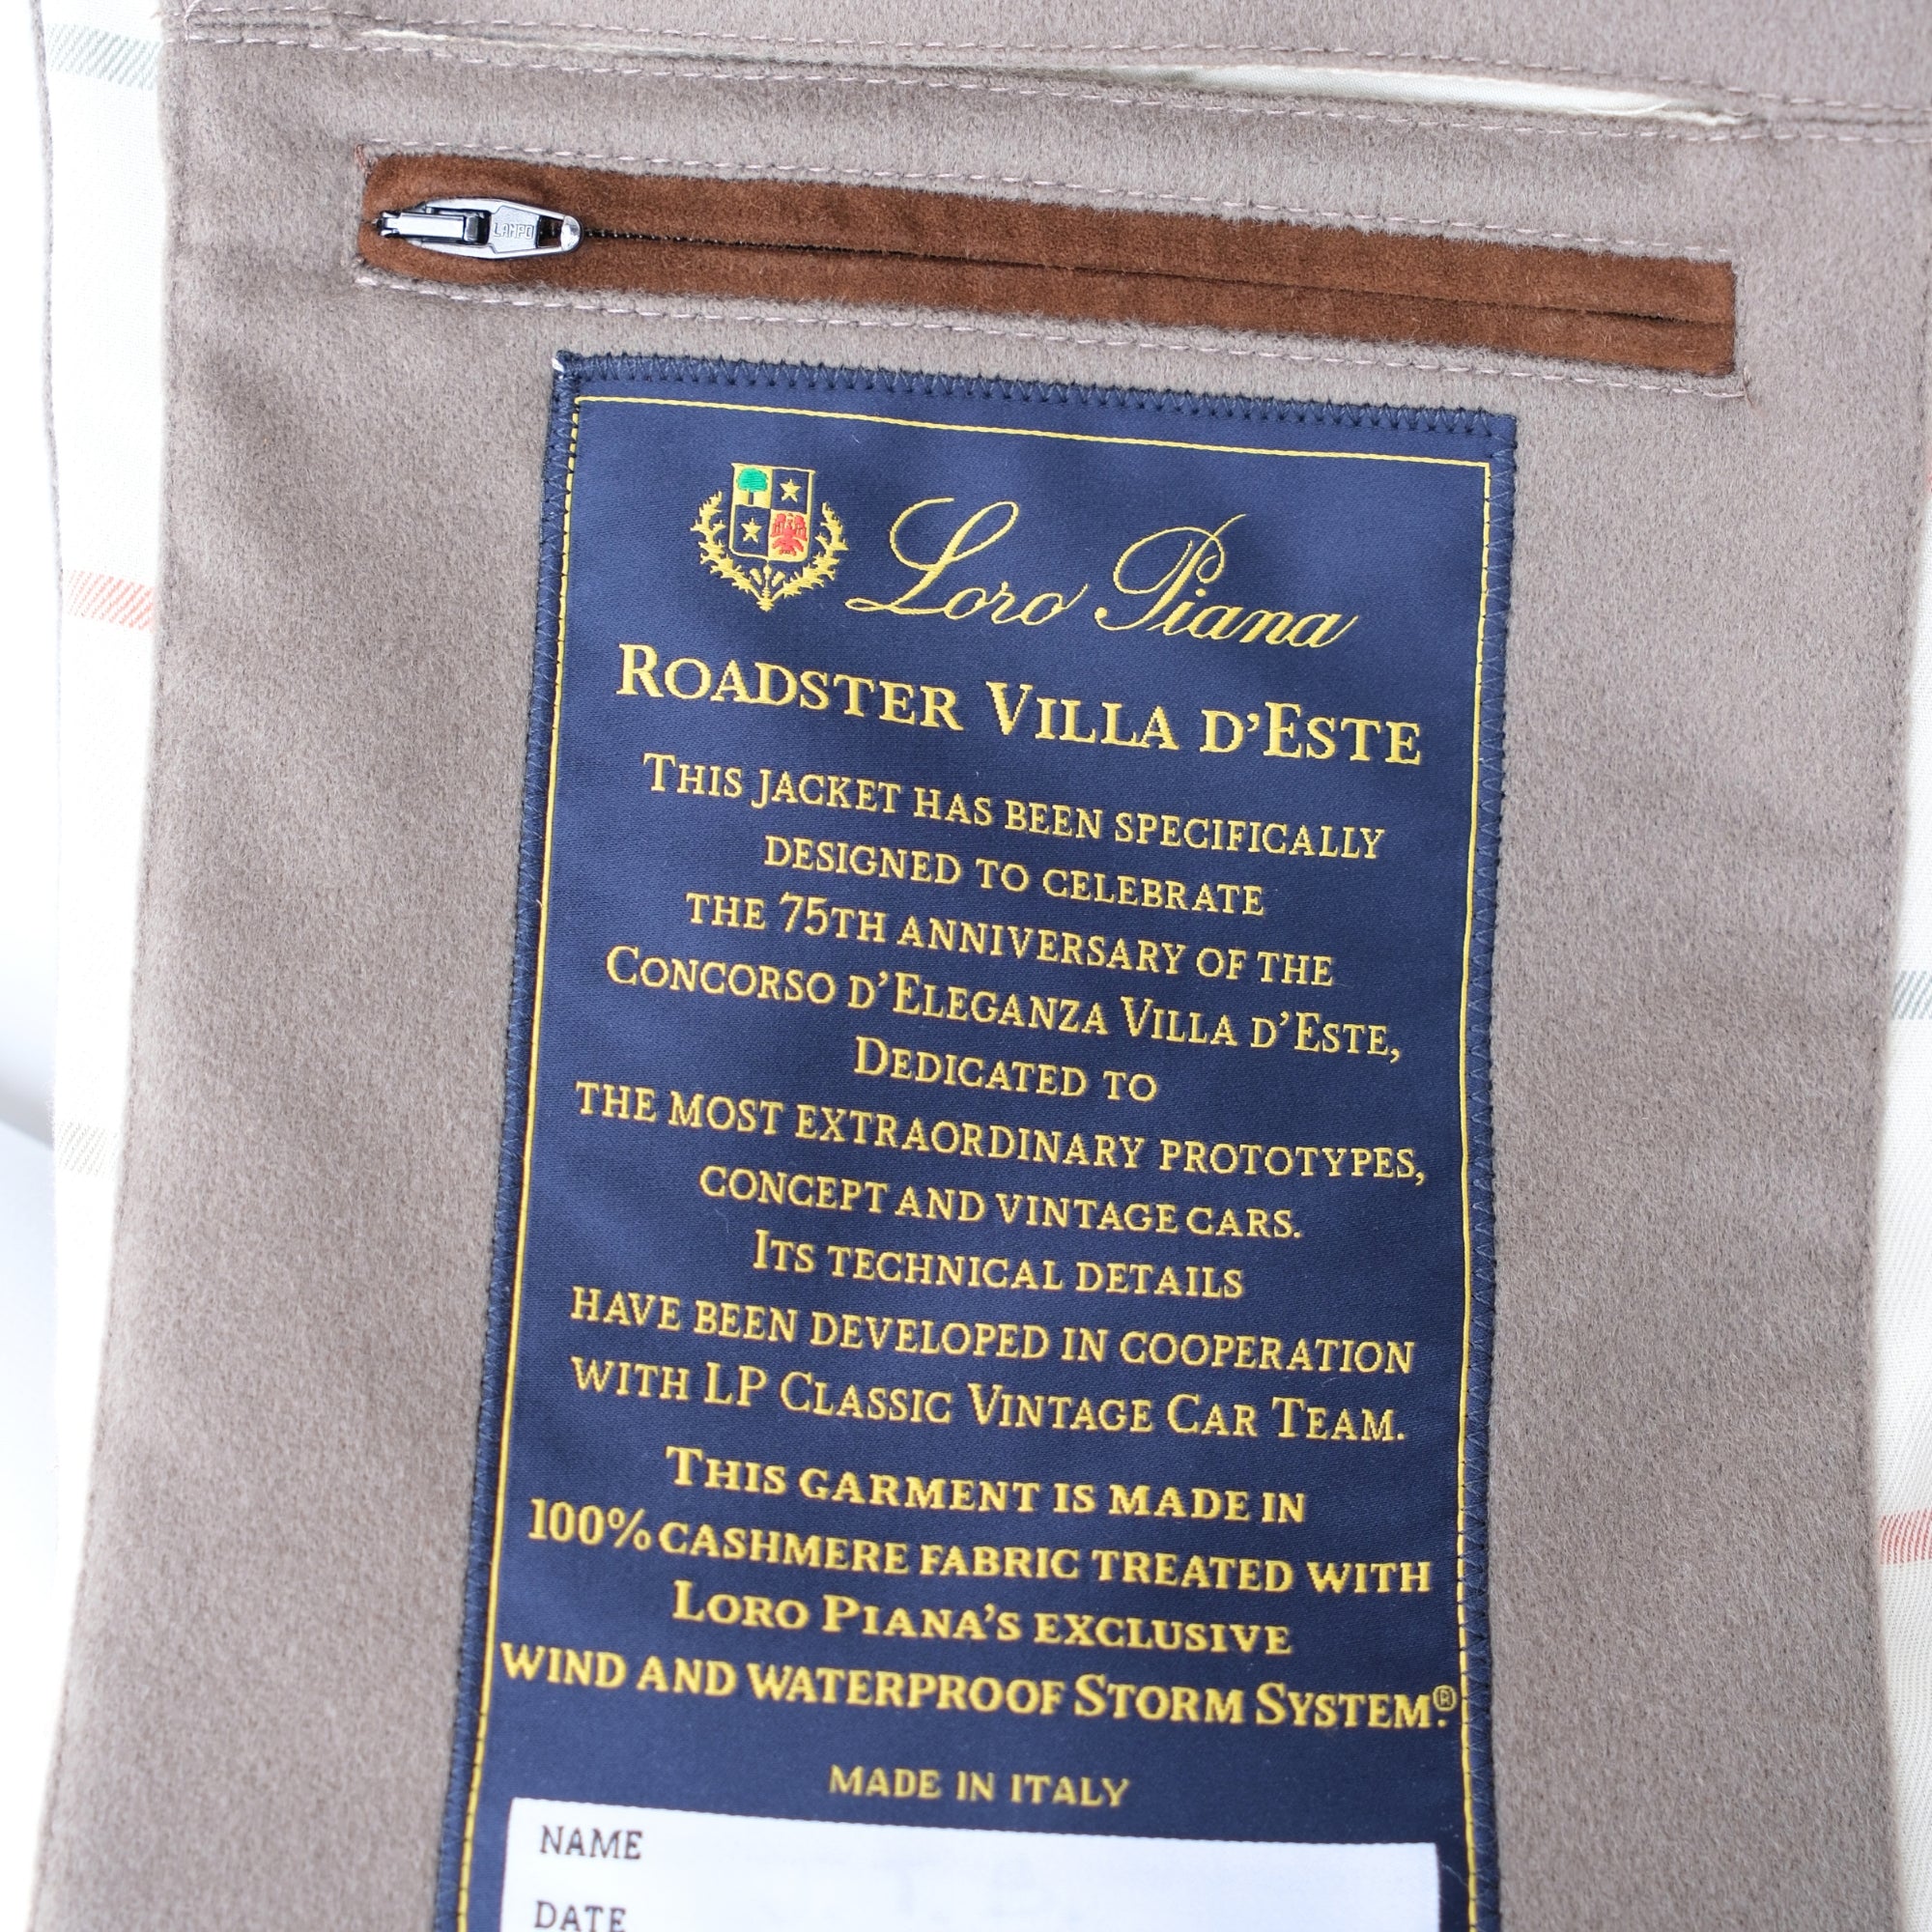 LAMPO
Loro Piana
ROADSTER VILLA D'ESTE
THIS JACKET HAS BEEN SPECIFICALLY
DESIGNED TO CELEBRATE
THE 75TH ANNIVERSARY OF THE
CONCORSO D'ELEGANZA VILLA D'ESTE,
DEDICATED TO
THE MOST EXTRAORDINARY PROTOTYPES,
CONCEPT AND VINTAGE CARS.
ITS TECHNICAL DETAILS
HAVE BEEN DEVELOPED IN COOPERATION
WITH LP CLASSIC VINTAGE CAR TEAM.
THIS GARMENT IS MADE IN
100% CASHMERE FABRIC TREATED WITH
LORO PIANA'S EXCLUSIVE
WIND AND WATERPROOF STORM SYSTEM®.
MADE IN ITALY
NAME
DATE